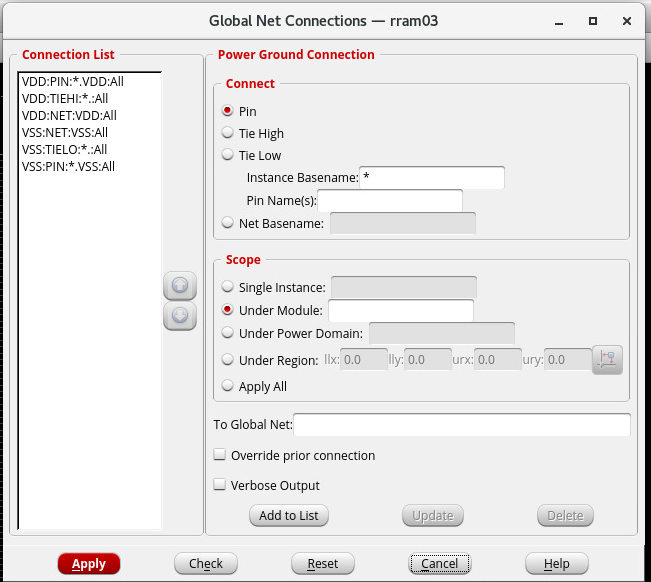 Global Net Connections — rram03
Connection List
VDD:PIN:*.VDD:All
VDD:TIEHI:*.:All
VDD:NET:VDD:All
VSS:NET:VSS:All
VSS:TIELO:*.:All
VSS:PIN:*.VSS:All
Power Ground Connection
Connect
Pin
Tie High
Tie Low
Instance Basename: *
Pin Name(s):
Net Basename:
Scope
Single Instance:
Under Module:
Under Power Domain:
Under Region: llx: 0.0 lly: 0.0 urx: 0.0 ury: 0.0
Apply All
To Global Net:
Override prior connection
Verbose Output
Add to List Update Delete
Apply Check Reset Cancel Help